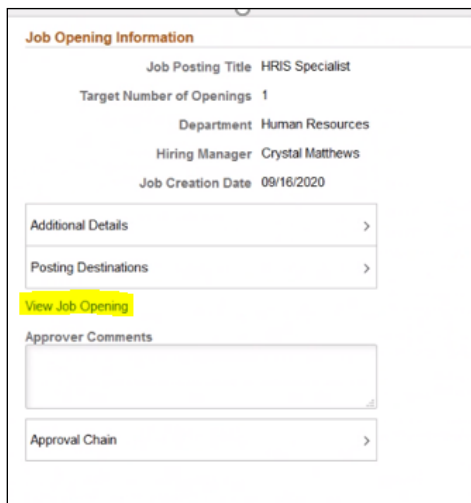 Job Opening Information
Job Posting Title HRIS Specialist
Target Number of Openings 1
Department Human Resources
Hiring Manager Crystal Matthews
Job Creation Date 09/16/2020
Additional Details
Posting Destinations
View Job Opening
Approver Comments
Approval Chain